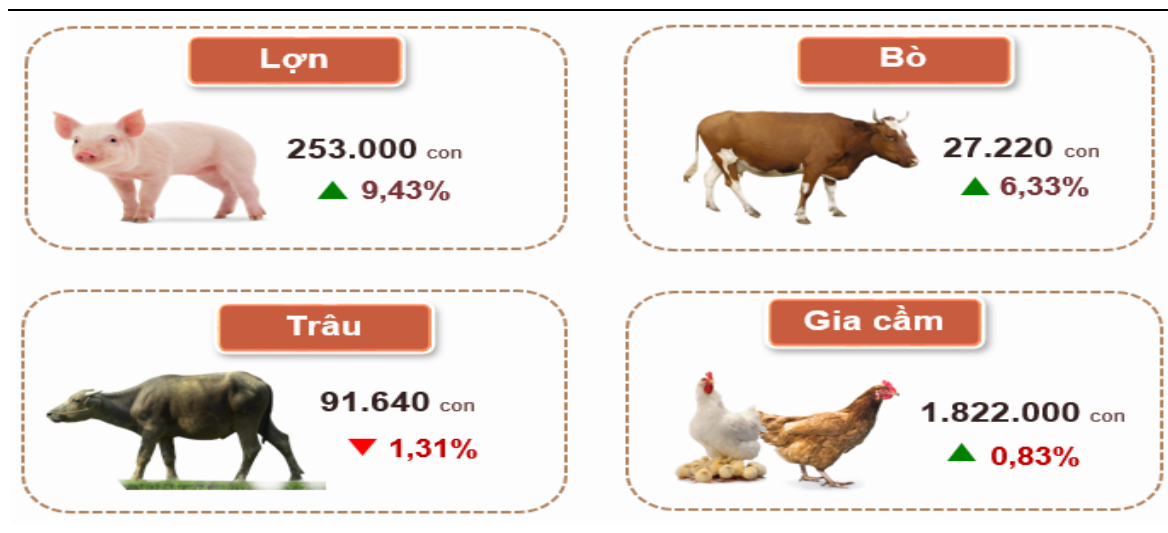 Lợn
253.000 con
9,43%
Bò
27.220 con
6,33%
Trâu
91.640 con
1,31%
Gia cầm
1.822.000 con
0,83%